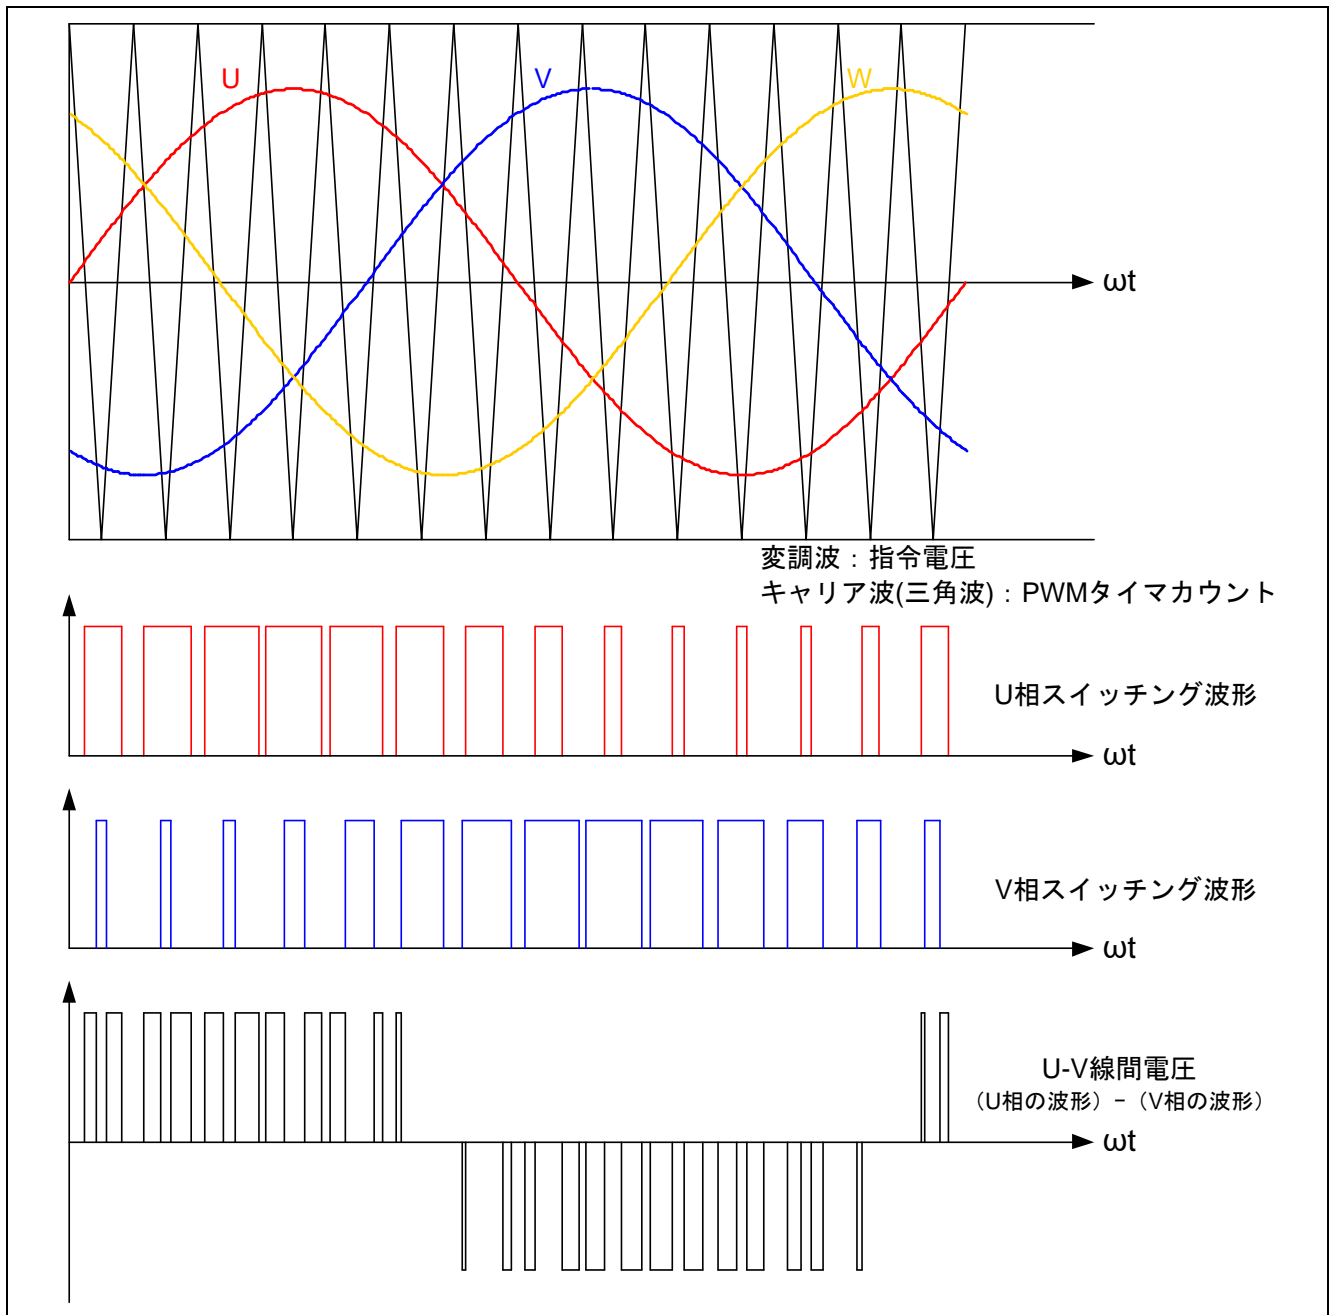 U
V
W
ωt
変調波：指令電圧
キャリア波(三角波)：PWMタイマカウント
U相スイッチング波形
ωt
V相スイッチング波形
ωt
U-V線間電圧
（U相の波形）－（V相の波形）
ωt